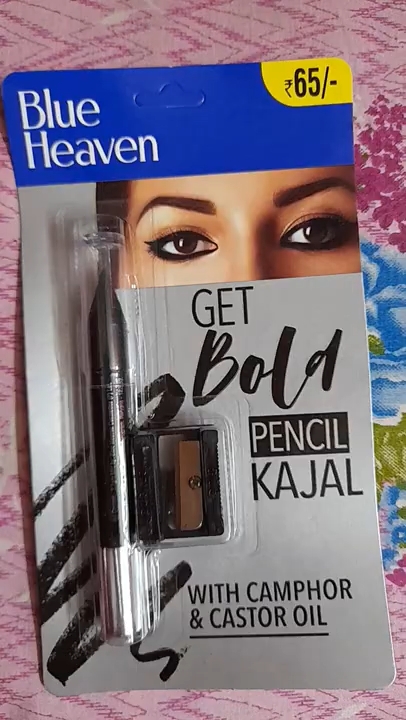 Blue
Heaven
₹65/-
GET
Bold
PENCIL
KAJAL
WITH CAMPHOR
& CASTOR OIL